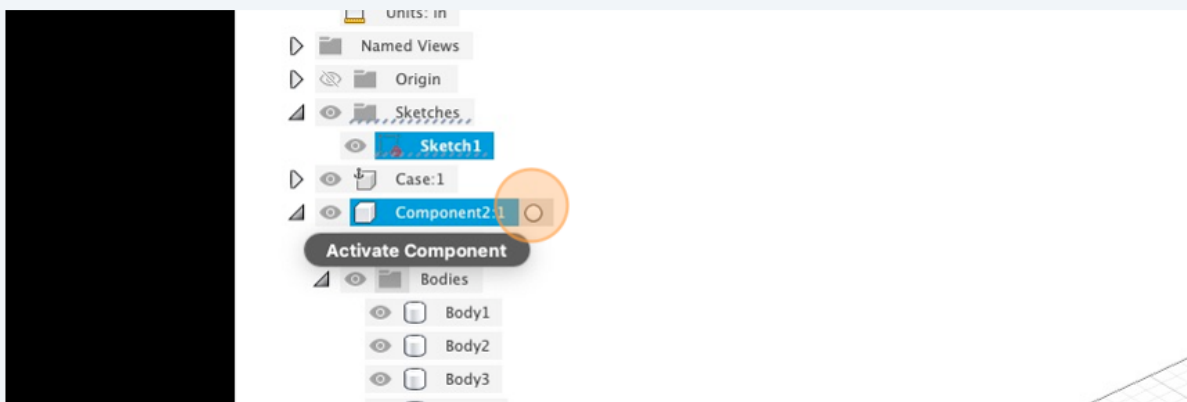 Units: in
Named Views
Origin
Sketches
Sketch1
Case:1
Component2:1
Activate Component
Bodies
Body1
Body2
Body3